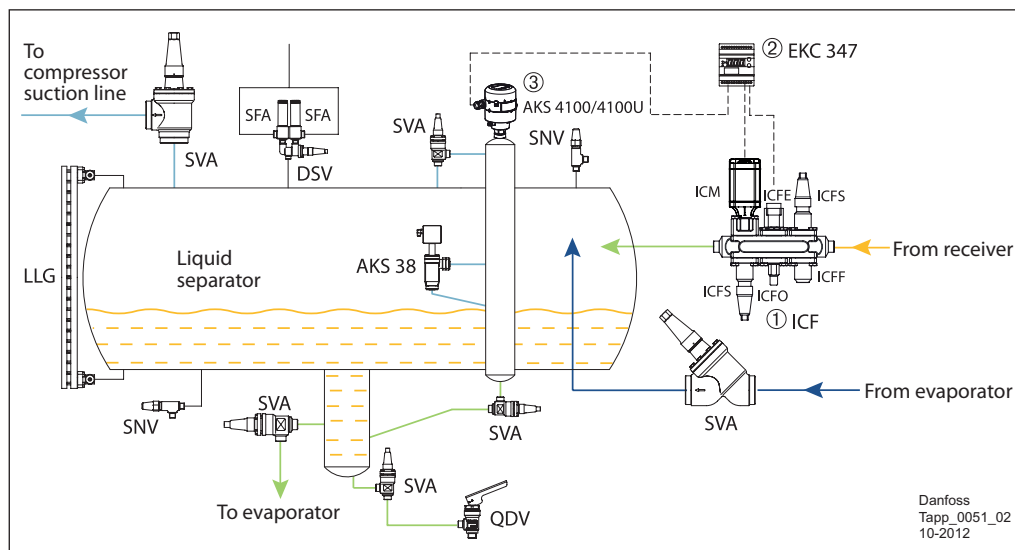 To
compressor
suction line
SVA
SFA
SFA
DSV
SVA
③
AKS 4100/4100U
SNV
② EKC 347
ICM
ICFE
ICFS
From receiver
ICFS
ICFO
ICFF
① ICF
LLG
Liquid
separator
AKS 38
From evaporator
SVA
SNV
SVA
SVA
To evaporator
SVA
QDV
Danfoss
Tapp_0051_02
10-2012